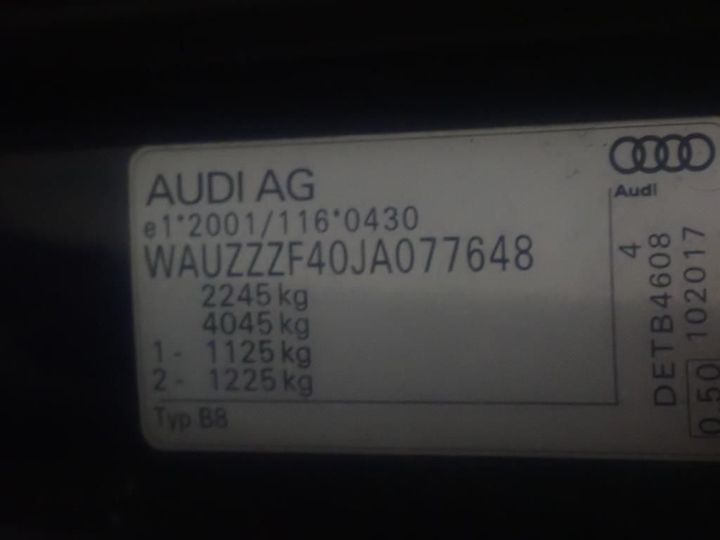 AUDI AG
e1*2001/116*0430
WAUZZZF40JA077648
2245 kg
4045 kg
1- 1125 kg
2- 1225 kg
Typ B8
Audi
4
DETB4608
102017
0.50